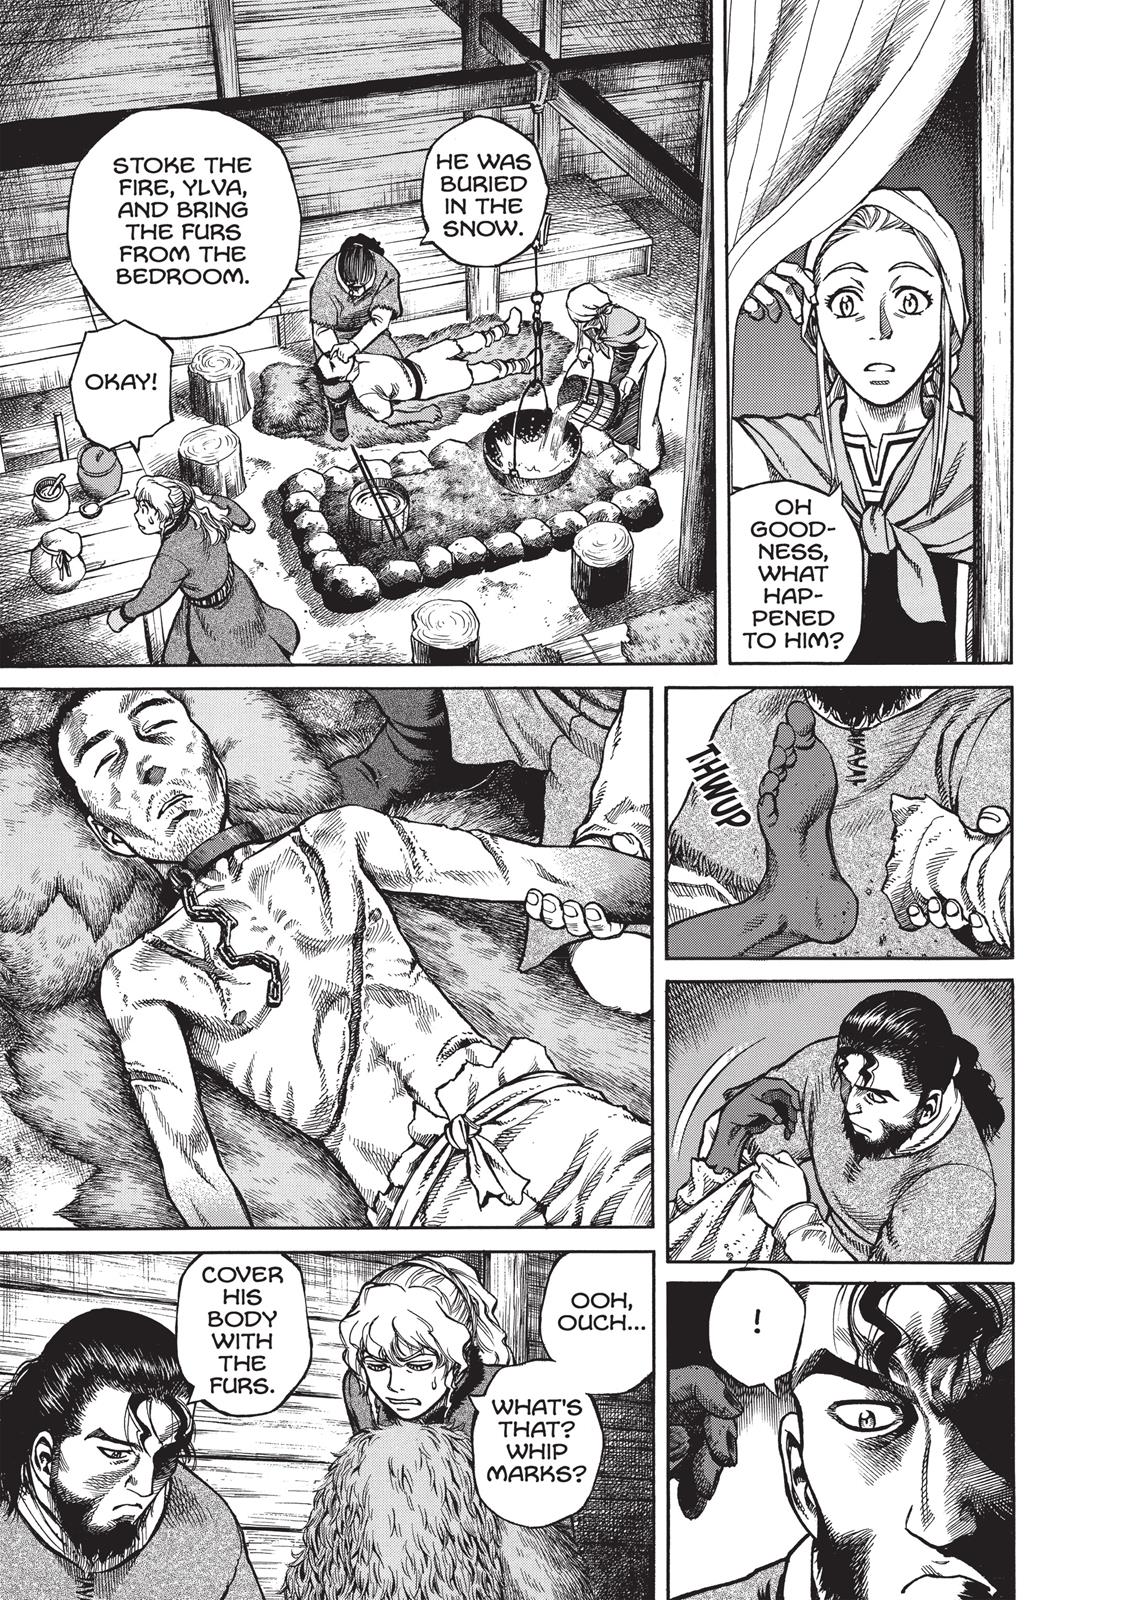 OH
GOOD-
NESS,
WHAT
HAP-
PENED
TO HIM?
HE WAS
BURIED
IN THE
SNOW.
STOKE THE
FIRE, YLVA,
AND BRING
THE FURS
FROM THE
BEDROOM.
OKAY!
THWUP
!
OOH,
OUCH...
WHAT'S
THAT?
WHIP
MARKS?
COVER
HIS
BODY
WITH
THE
FURS.